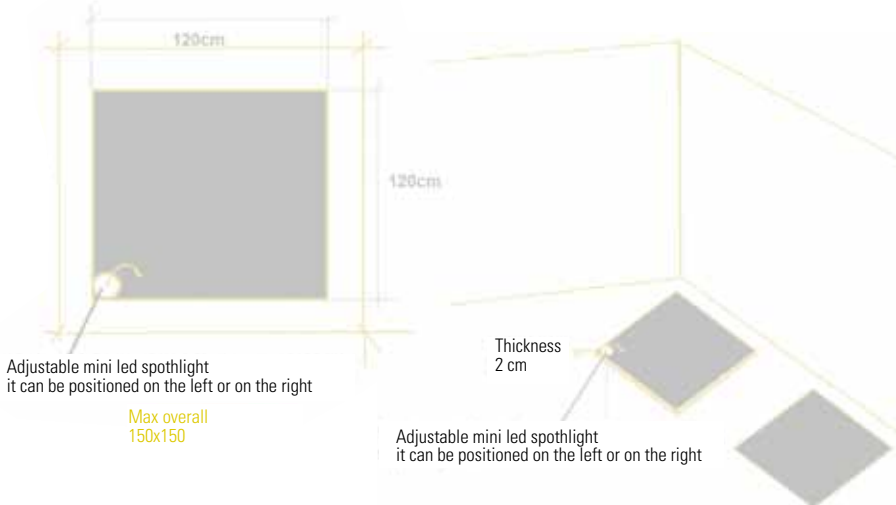 120cm
120cm
Adjustable mini led spothlight
it can be positioned on the left or on the right
Max overall
150x150
Thickness
2 cm
Adjustable mini led spothlight
it can be positioned on the left or on the right